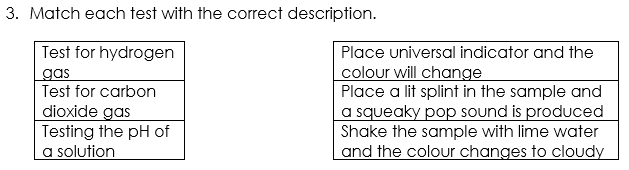 3. Match each test with the correct description.
Test for hydrogen
gas
Test for carbon
dioxide gas
Testing the pH of
a solution
Place universal indicator and the
colour will change
Place a lit splint in the sample and
a squeaky pop sound is produced
Shake the sample with lime water
and the colour changes to cloudy